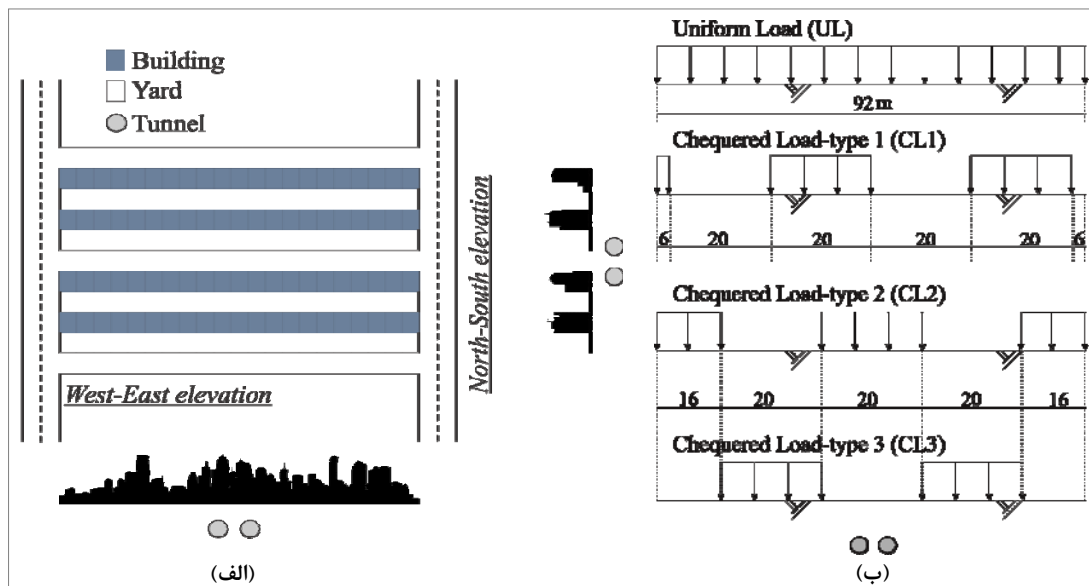 Building
Yard
Tunnel
North-South elevation
West-East elevation
(الف)
Uniform Load (UL)
92 m
Chequered Load-type 1 (CL1)
6 20 20 20 20 6
Chequered Load-type 2 (CL2)
16 20 20 20 16
Chequered Load-type 3 (CL3)
(ب)